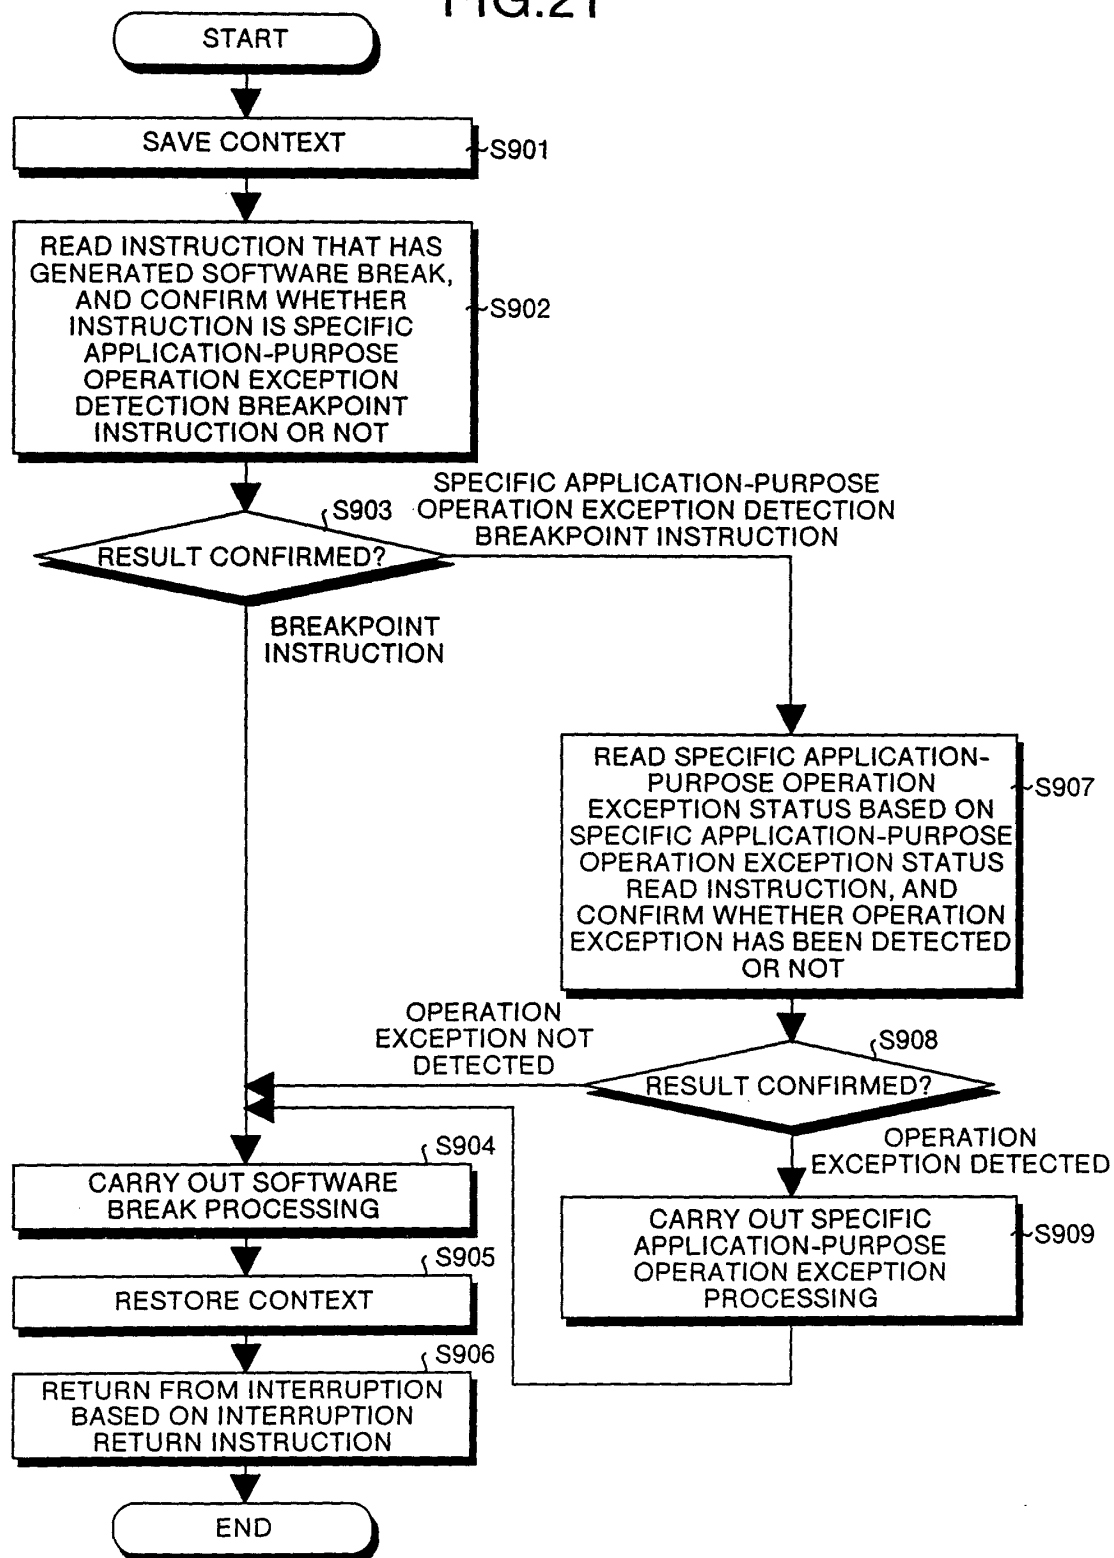 FIG.21
START
SAVE CONTEXT
S901
READ INSTRUCTION THAT HAS
GENERATED SOFTWARE BREAK,
AND CONFIRM WHETHER
INSTRUCTION IS SPECIFIC
APPLICATION-PURPOSE
OPERATION EXCEPTION
DETECTION BREAKPOINT
INSTRUCTION OR NOT
S902
S903
RESULT CONFIRMED?
SPECIFIC APPLICATION-PURPOSE
OPERATION EXCEPTION DETECTION
BREAKPOINT INSTRUCTION
BREAKPOINT
INSTRUCTION
READ SPECIFIC APPLICATION-
PURPOSE OPERATION
EXCEPTION STATUS BASED ON
SPECIFIC APPLICATION-PURPOSE
OPERATION EXCEPTION STATUS
READ INSTRUCTION, AND
CONFIRM WHETHER OPERATION
EXCEPTION HAS BEEN DETECTED
OR NOT
S907
OPERATION
EXCEPTION NOT
DETECTED
S908
RESULT CONFIRMED?
OPERATION
EXCEPTION DETECTED
S904
CARRY OUT SOFTWARE
BREAK PROCESSING
CARRY OUT SPECIFIC
APPLICATION-PURPOSE
OPERATION EXCEPTION
PROCESSING
S909
S905
RESTORE CONTEXT
S906
RETURN FROM INTERRUPTION
BASED ON INTERRUPTION
RETURN INSTRUCTION
END